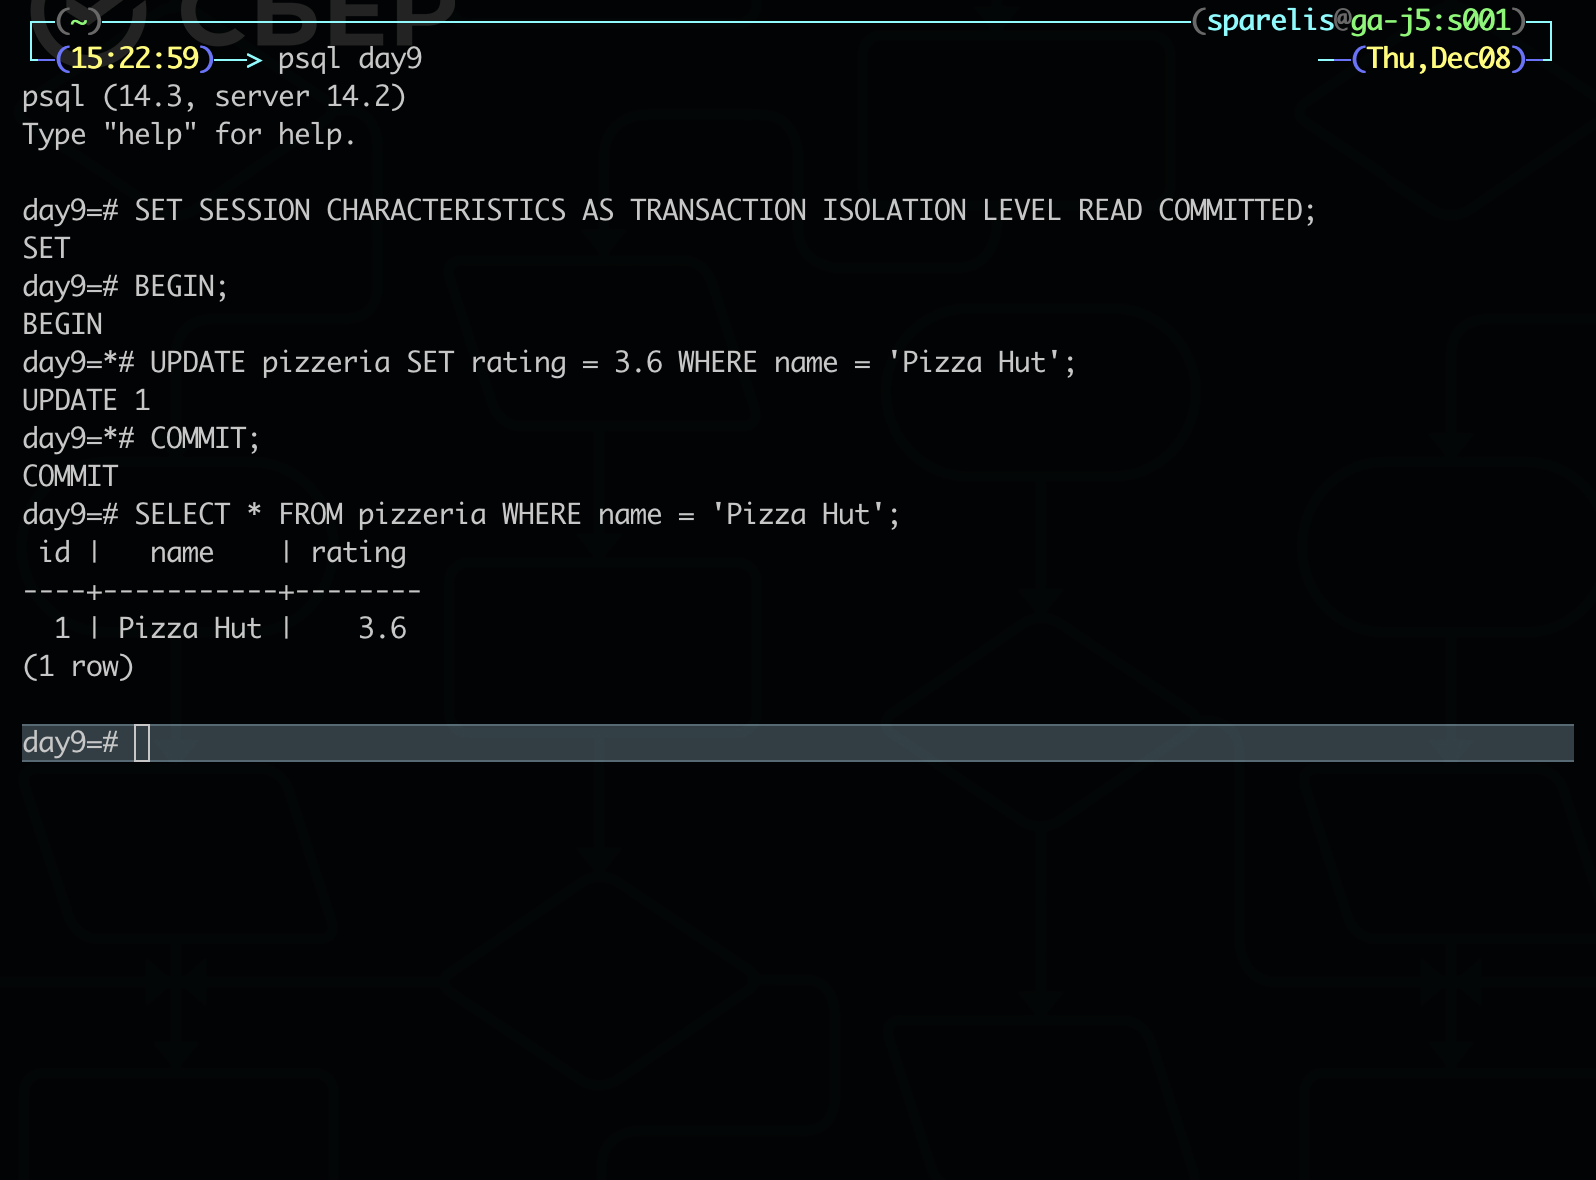 СБЕР
(~) (sparelis@ga-j5:s001)
(15:22:59)—> psql day9 (Thu,Dec08)
psql (14.3, server 14.2)
Type "help" for help.
day9=# SET SESSION CHARACTERISTICS AS TRANSACTION ISOLATION LEVEL READ COMMITTED;
SET
day9=# BEGIN;
BEGIN
day9=*# UPDATE pizzeria SET rating = 3.6 WHERE name = 'Pizza Hut';
UPDATE 1
day9=*# COMMIT;
COMMIT
day9=# SELECT * FROM pizzeria WHERE name = 'Pizza Hut';
 id |   name    | rating
----+-----------+--------
  1 | Pizza Hut |    3.6
(1 row)
day9=#